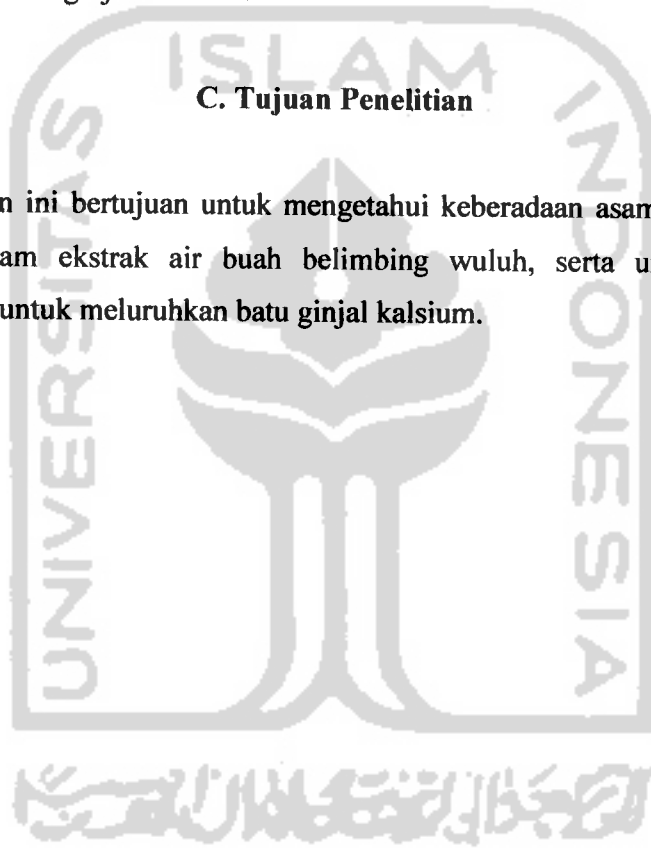 UNIVERSITAS
ISLAM
INDONESIA
C. Tujuan Penelitian
n ini bertujuan untuk mengetahui keberadaan asam
am ekstrak air buah belimbing wuluh, serta u
untuk meluruhkan batu ginjal kalsium.